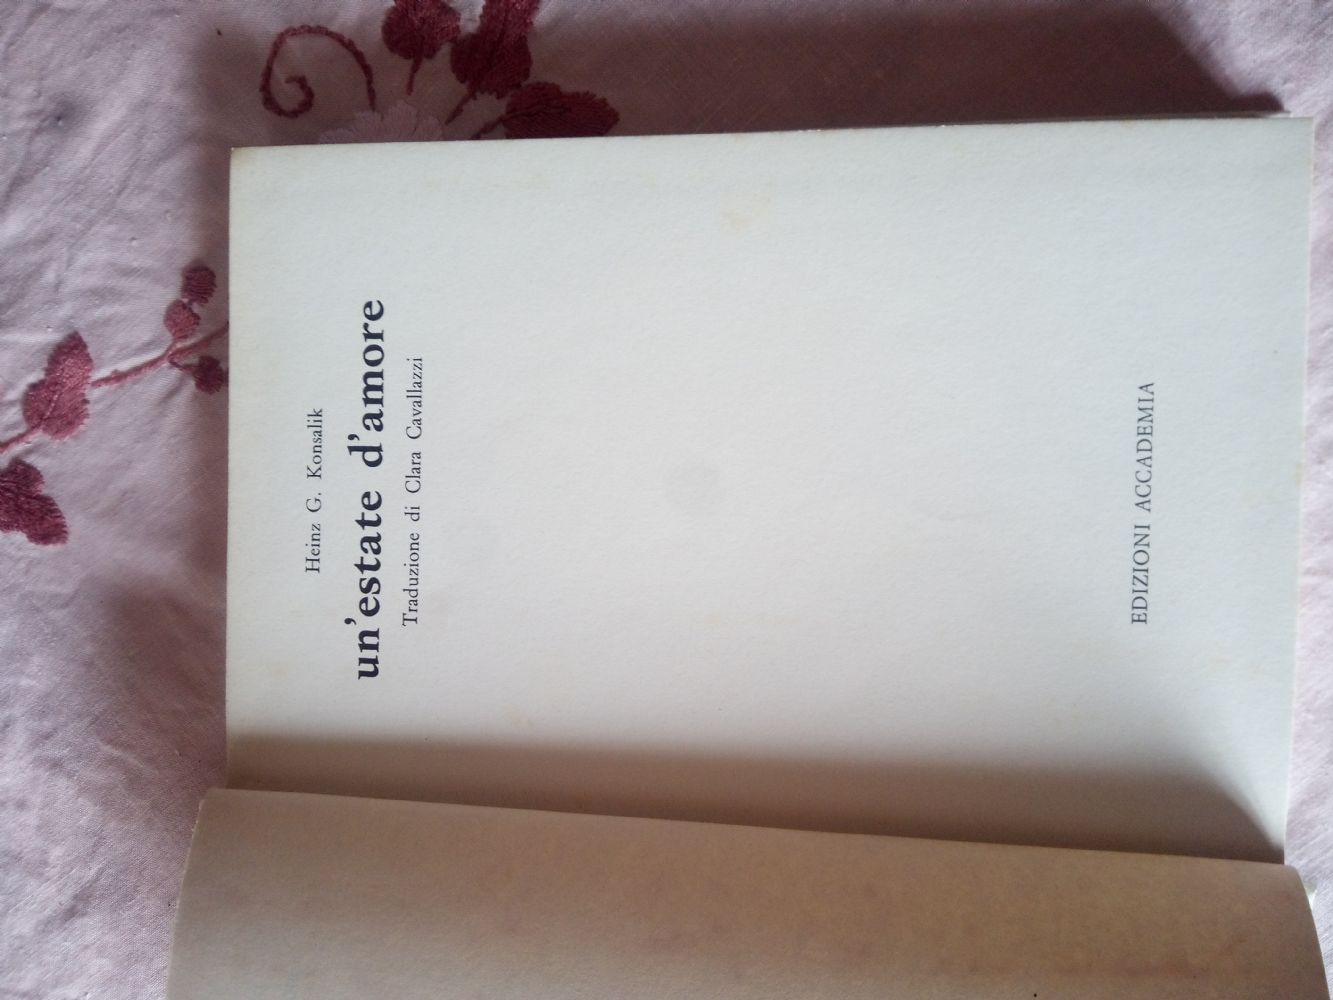 Heinz G. Konsalik
un'estate d'amore
Traduzione di Clara Cavallazzi
EDIZIONI ACCADEMIA